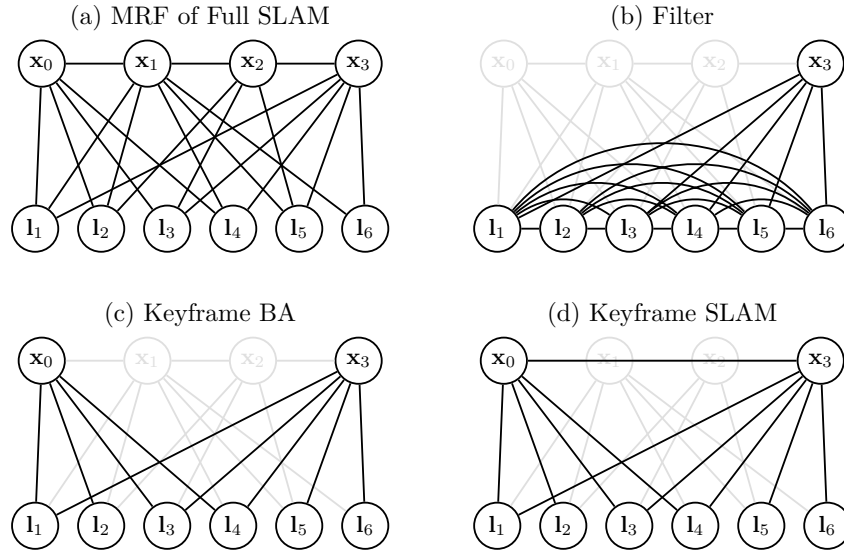 (a) MRF of Full SLAM
x0 x1 x2 x3
l1 l2 l3 l4 l5 l6
(b) Filter
x0 x1 x2 x3
l1 l2 l3 l4 l5 l6
(c) Keyframe BA
x0 x1 x2 x3
l1 l2 l3 l4 l5 l6
(d) Keyframe SLAM
x0 x1 x2 x3
l1 l2 l3 l4 l5 l6